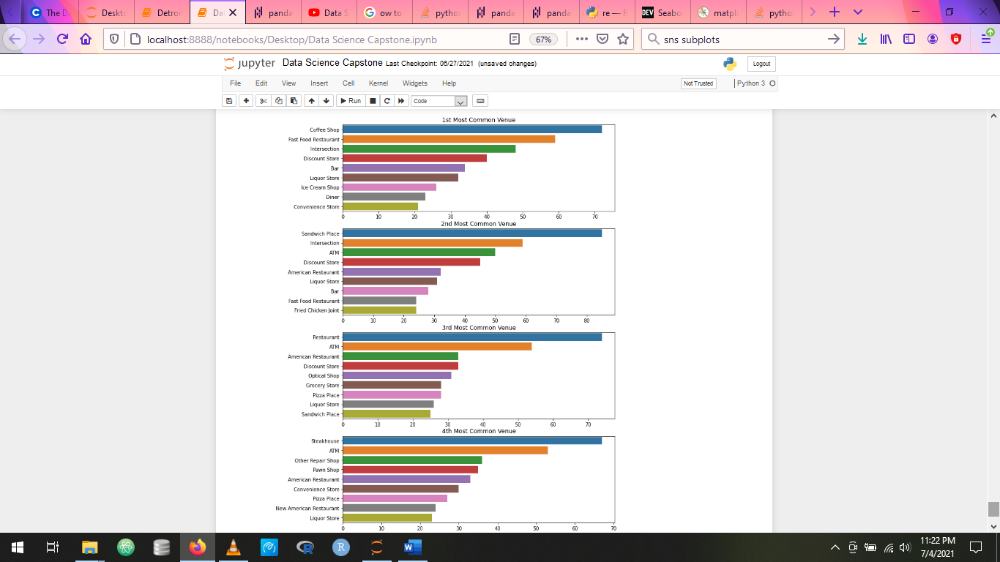 The Da
Deskto
Detroit
Da
panda
Data S
ow to
python
panda
panda
re — R
DEV Seabor
matplo
python
localhost:8888/notebooks/Desktop/Data Science Capstone.ipynb
67%
sns subplots
jupyter Data Science Capstone Last Checkpoint: 06/27/2021 (unsaved changes)
Logout
File Edit View Insert Cell Kernel Widgets Help
Not Trusted
Python 3
Run
Code
1st Most Common Venue
Coffee Shop
Fast Food Restaurant
Intersection
Discount Store
Bar
Liquor Store
Ice Cream Shop
Diner
Convenience Store
0 10 20 30 40 50 60 70
2nd Most Common Venue
Sandwich Place
Intersection
ATM
Discount Store
American Restaurant
Liquor Store
Bar
Fast Food Restaurant
Fried Chicken Joint
0 10 20 30 40 50 60 70 80
3rd Most Common Venue
Restaurant
ATM
American Restaurant
Discount Store
Optical Shop
Grocery Store
Pizza Place
Liquor Store
Sandwich Place
0 10 20 30 40 50 60 70
4th Most Common Venue
Steakhouse
ATM
Other Repair Shop
Pawn Shop
American Restaurant
Convenience Store
Pizza Place
New American Restaurant
Liquor Store
0 10 20 30 40 50 60 70
11:22 PM
7/4/2021